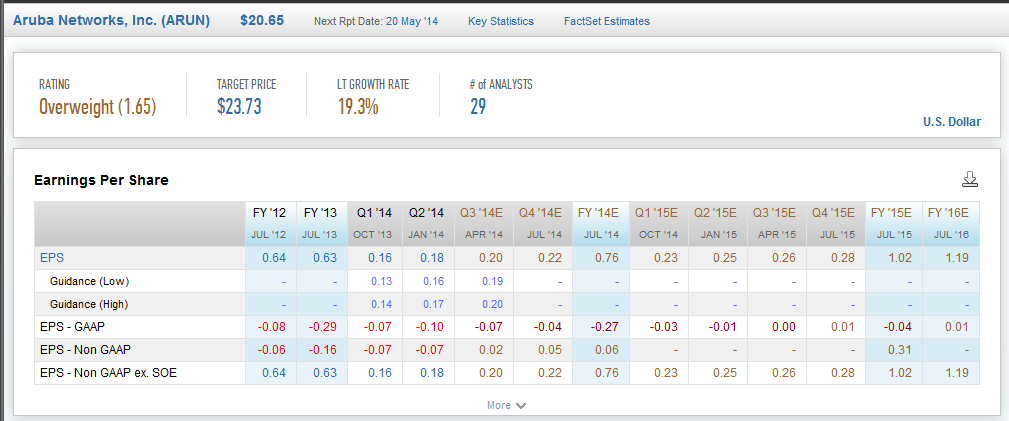 Aruba Networks, Inc. (ARUN) $20.65 Next Rpt Date: 20 May '14 Key Statistics FactSet Estimates
RATING TARGET PRICE LT GROWTH RATE # of ANALYSTS
Overweight (1.65) $23.73 19.3% 29
U.S. Dollar
Earnings Per Share
FY '12 FY '13 Q1 '14 Q2 '14 Q3 '14E Q4 '14E FY '14E Q1 '15E Q2 '15E Q3 '15E Q4 '15E FY '15E FY '16E
JUL '12 JUL '13 OCT '13 JAN '14 APR '14 JUL '14 JUL '14 OCT '14 JAN '15 APR '15 JUL '15 JUL '15 JUL '16
EPS 0.64 0.63 0.16 0.18 0.20 0.22 0.76 0.23 0.25 0.26 0.28 1.02 1.19
Guidance (Low) - - 0.13 0.16 0.19 - - - - - - - -
Guidance (High) - - 0.14 0.17 0.20 - - - - - - - -
EPS - GAAP -0.08 -0.29 -0.07 -0.10 -0.07 -0.04 -0.27 -0.03 -0.01 0.00 0.01 -0.04 0.01
EPS - Non GAAP -0.06 -0.16 -0.07 -0.07 0.02 0.05 0.06 - - - - 0.31 -
EPS - Non GAAP ex. SOE 0.64 0.63 0.16 0.18 0.20 0.22 0.76 0.23 0.25 0.26 0.28 1.02 1.19
More